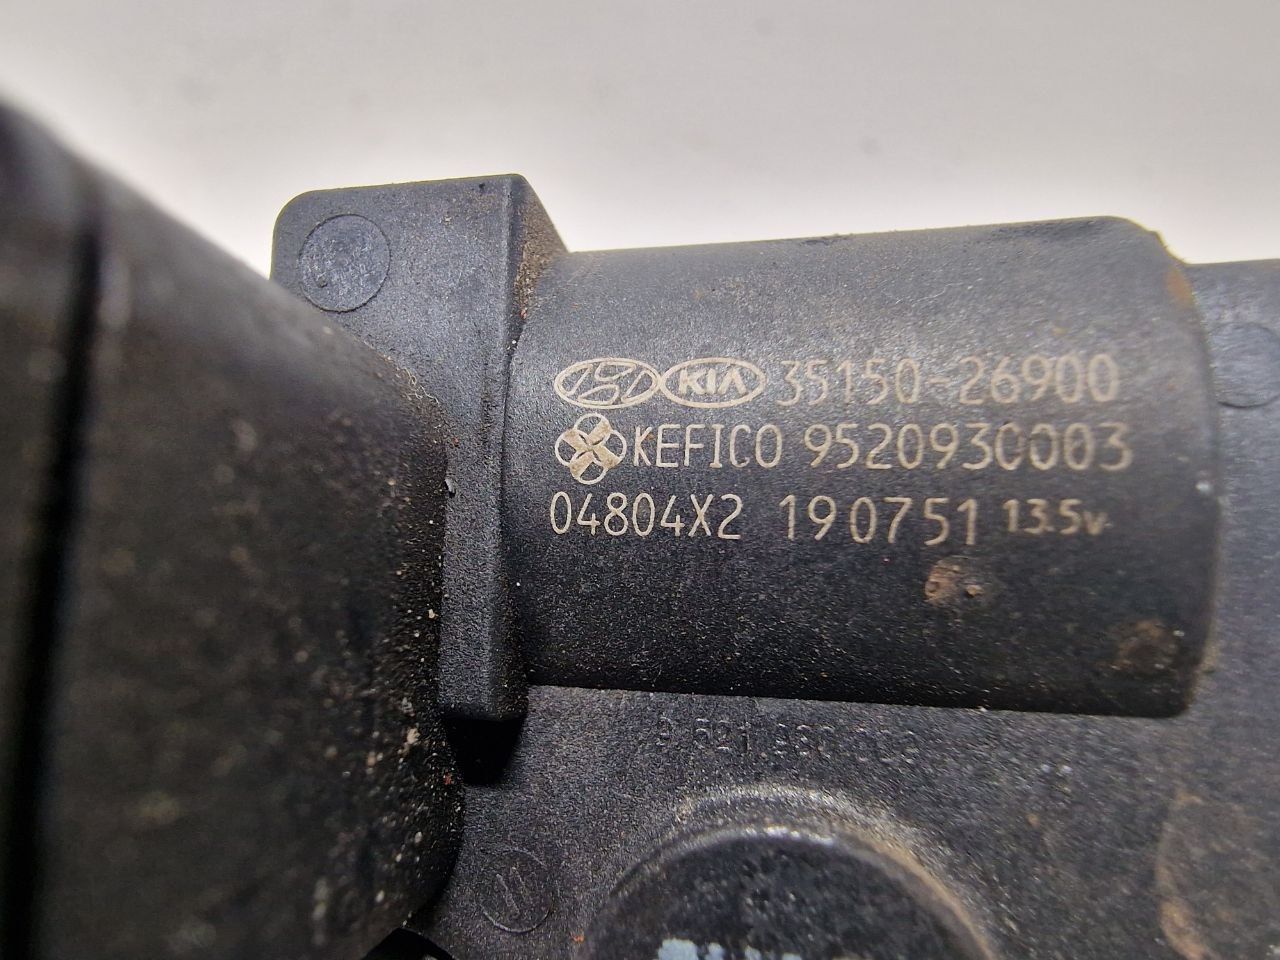 KIA 35150-26900
KEFICO 9520930003
04804X2 190751 13.5v